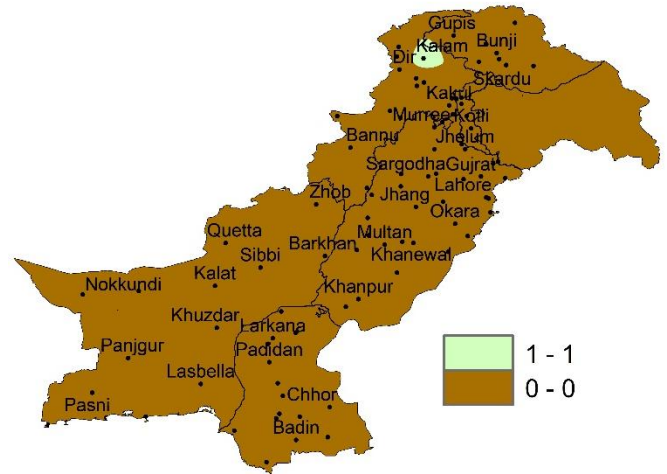 Gupis
Kalam
Bunji
Dir
Skardu
Kakul
Murree
Kotli
Bannu
Jhelum
Sargodha
Gujrat
Zhob
Jhang
Lahore
Okara
Quetta
Multan
Barkhan
Sibbi
Khanewal
Kalat
Nokkundi
Khanpur
Khuzdar
Larkana
Panjgur
Padidan
1 - 1
Lasbella
0 - 0
Pasni
Chhor
Badin